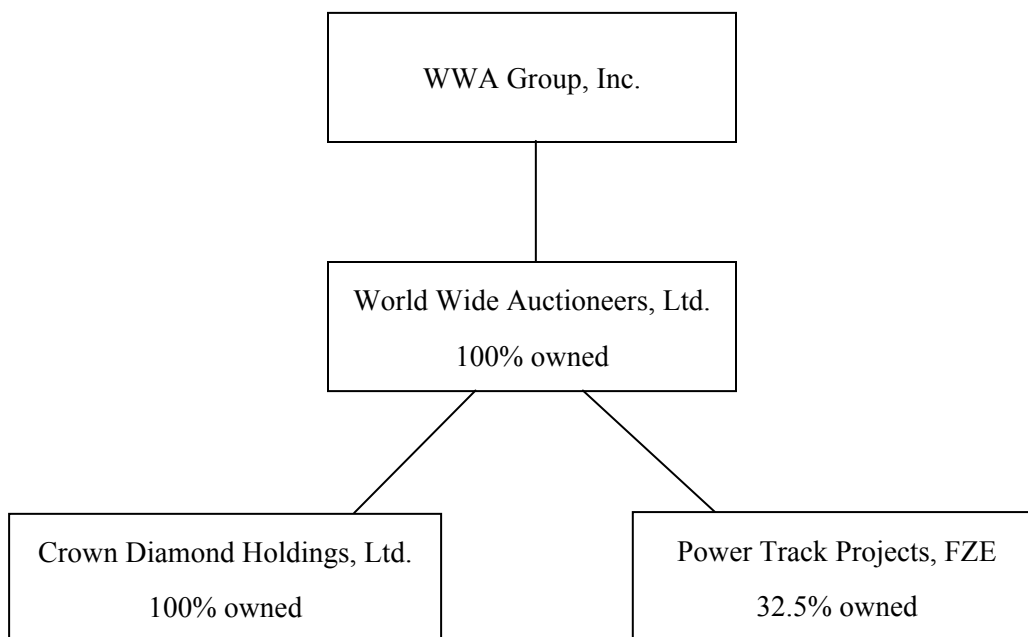 WWA Group, Inc.
World Wide Auctioneers, Ltd.
100% owned
Crown Diamond Holdings, Ltd.
100% owned
Power Track Projects, FZE
32.5% owned